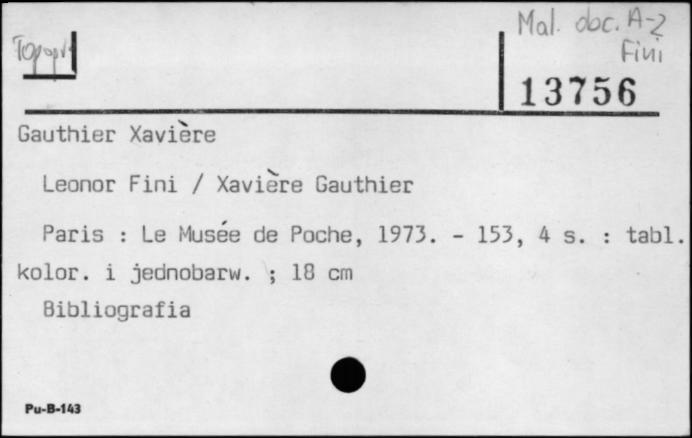 Mal. doc. A-Z
Fini
13756
Gauthier Xavière
Leonor Fini / Xavière Gauthier
Paris : Le Musée de Poche, 1973. - 153, 4 s. : tabl.
kolor. i jednobarw. ; 18 cm
Bibliografia
Pu-B-143